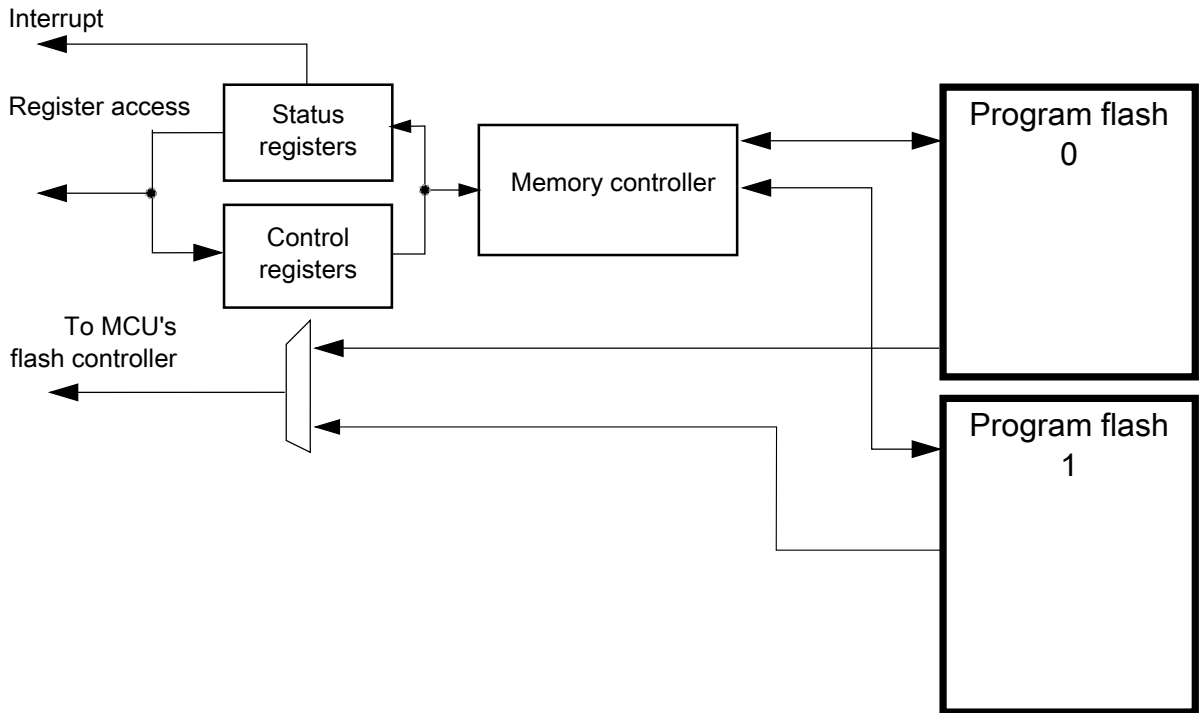 Interrupt
Register access
Status
registers
Control
registers
Memory controller
Program flash
0
To MCU's
flash controller
Program flash
1